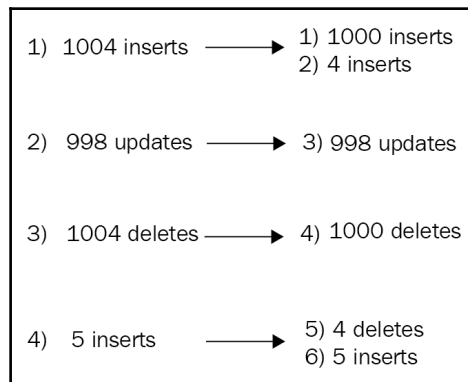 1) 1004 inserts
1) 1000 inserts
2) 4 inserts
2) 998 updates
3) 998 updates
3) 1004 deletes
4) 1000 deletes
4) 5 inserts
5) 4 deletes
6) 5 inserts